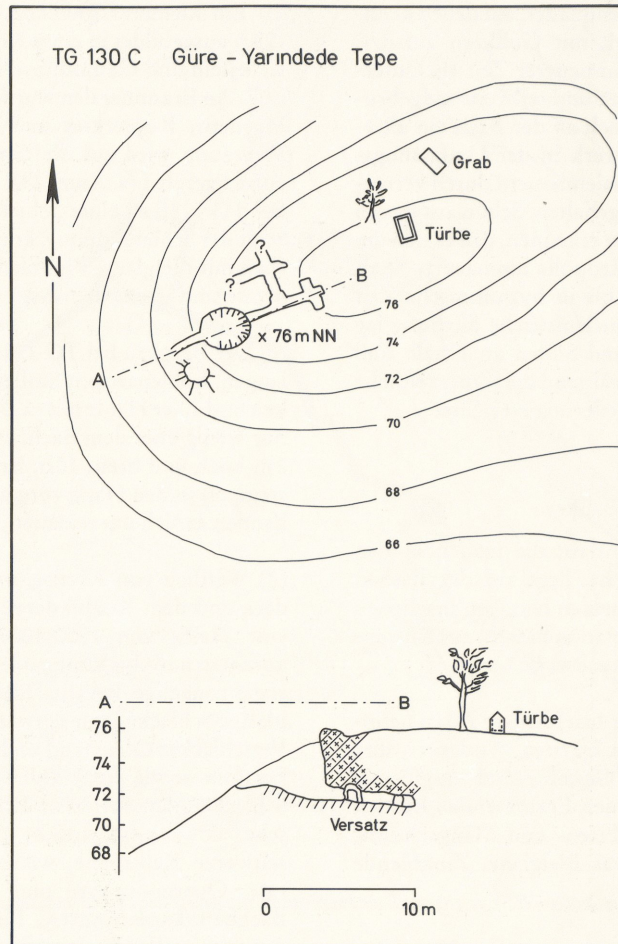 TG 130 C Güre - Yarındede Tepe
Grab
Türbe
N
?
?
B
76
x 76 m NN
74
A
72
70
68
66
A B
76
74
72
70
68
Türbe
Versatz
0 10 m